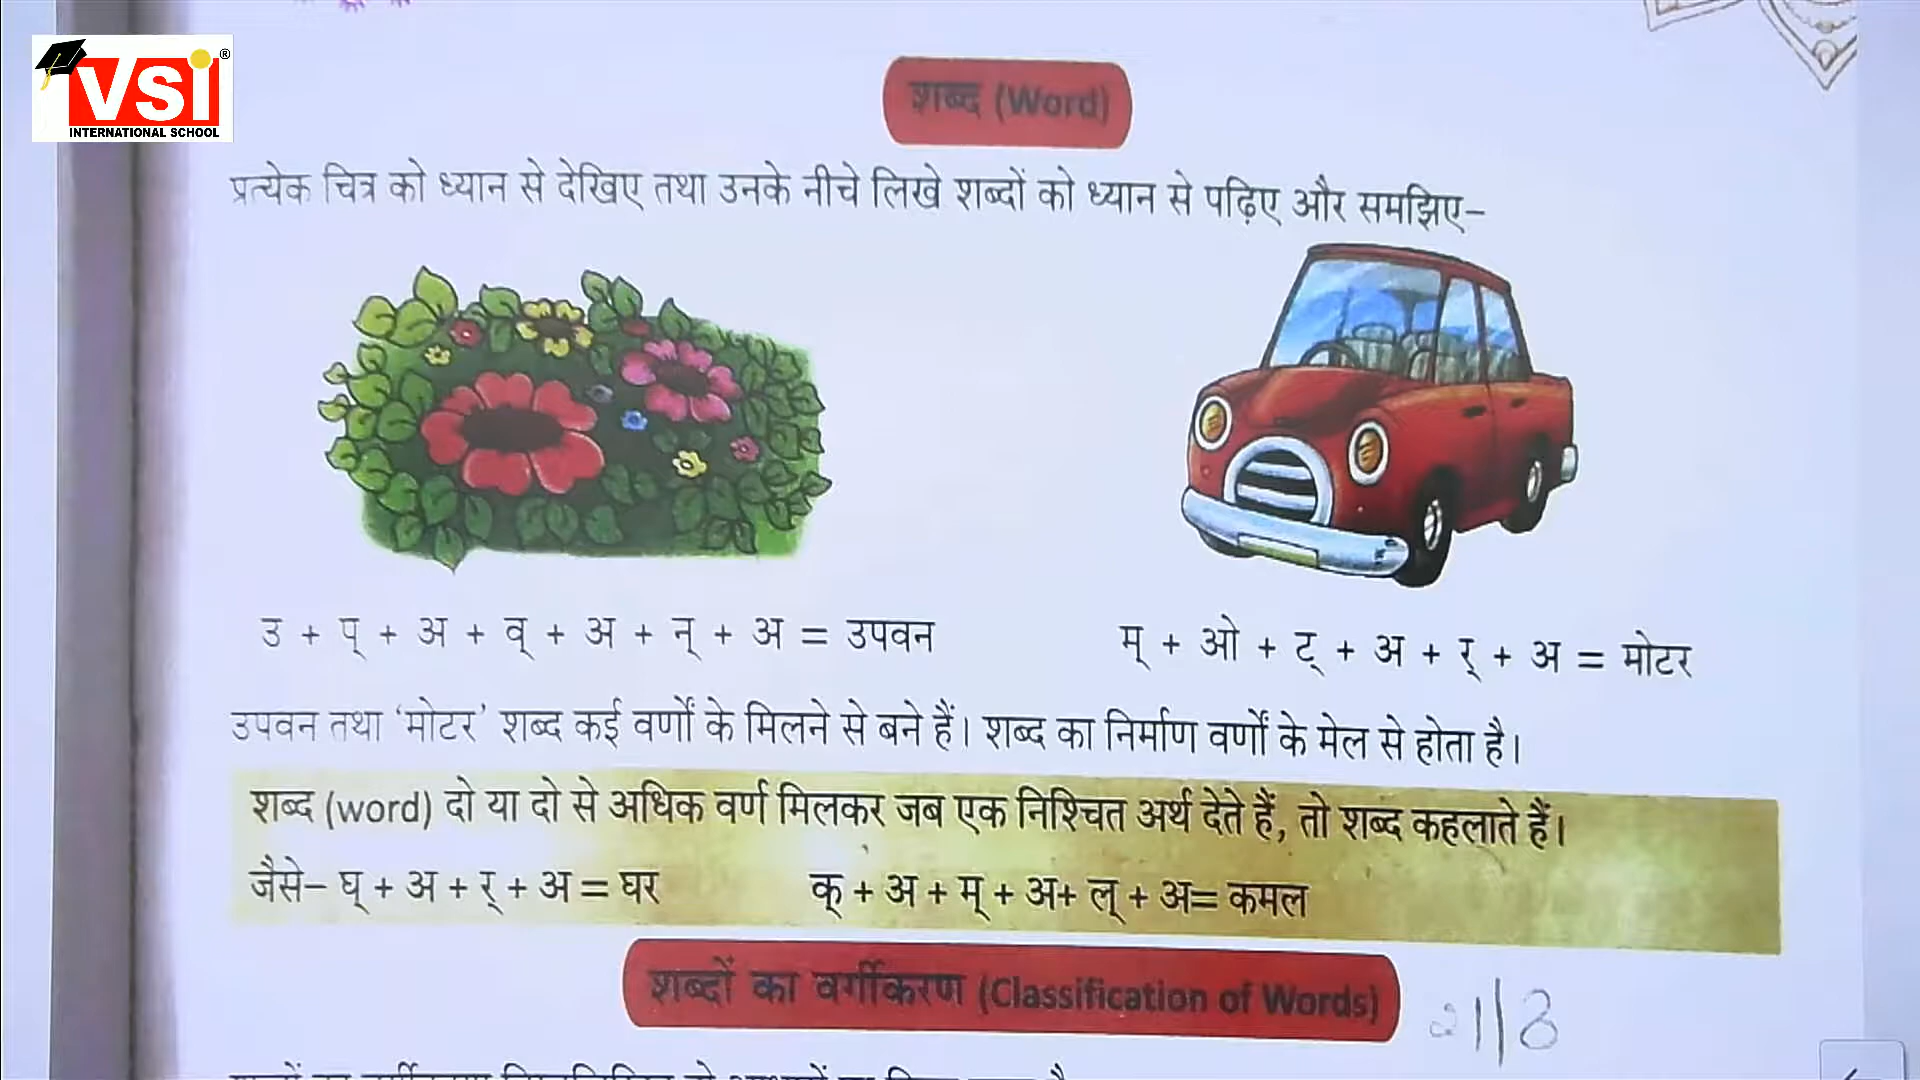 VSI®
INTERNATIONAL SCHOOL
शब्द (Word)
प्रत्येक चित्र को ध्यान से देखिए तथा उनके नीचे लिखे शब्दों को ध्यान से पढ़िए और समझिए–
उ + प् + अ + व् + अ + न् + अ = उपवन
म् + ओ + ट् + अ + र् + अ = मोटर
उपवन तथा ‘मोटर’ शब्द कई वर्णों के मिलने से बने हैं। शब्द का निर्माण वर्णों के मेल से होता है।
शब्द (word) दो या दो से अधिक वर्ण मिलकर जब एक निश्चित अर्थ देते हैं, तो शब्द कहलाते हैं।
जैसे– घ् + अ + र् + अ = घर
क् + अ + म् + अ+ ल् + अ= कमल
शब्दों का वर्गीकरण (Classification of Words)